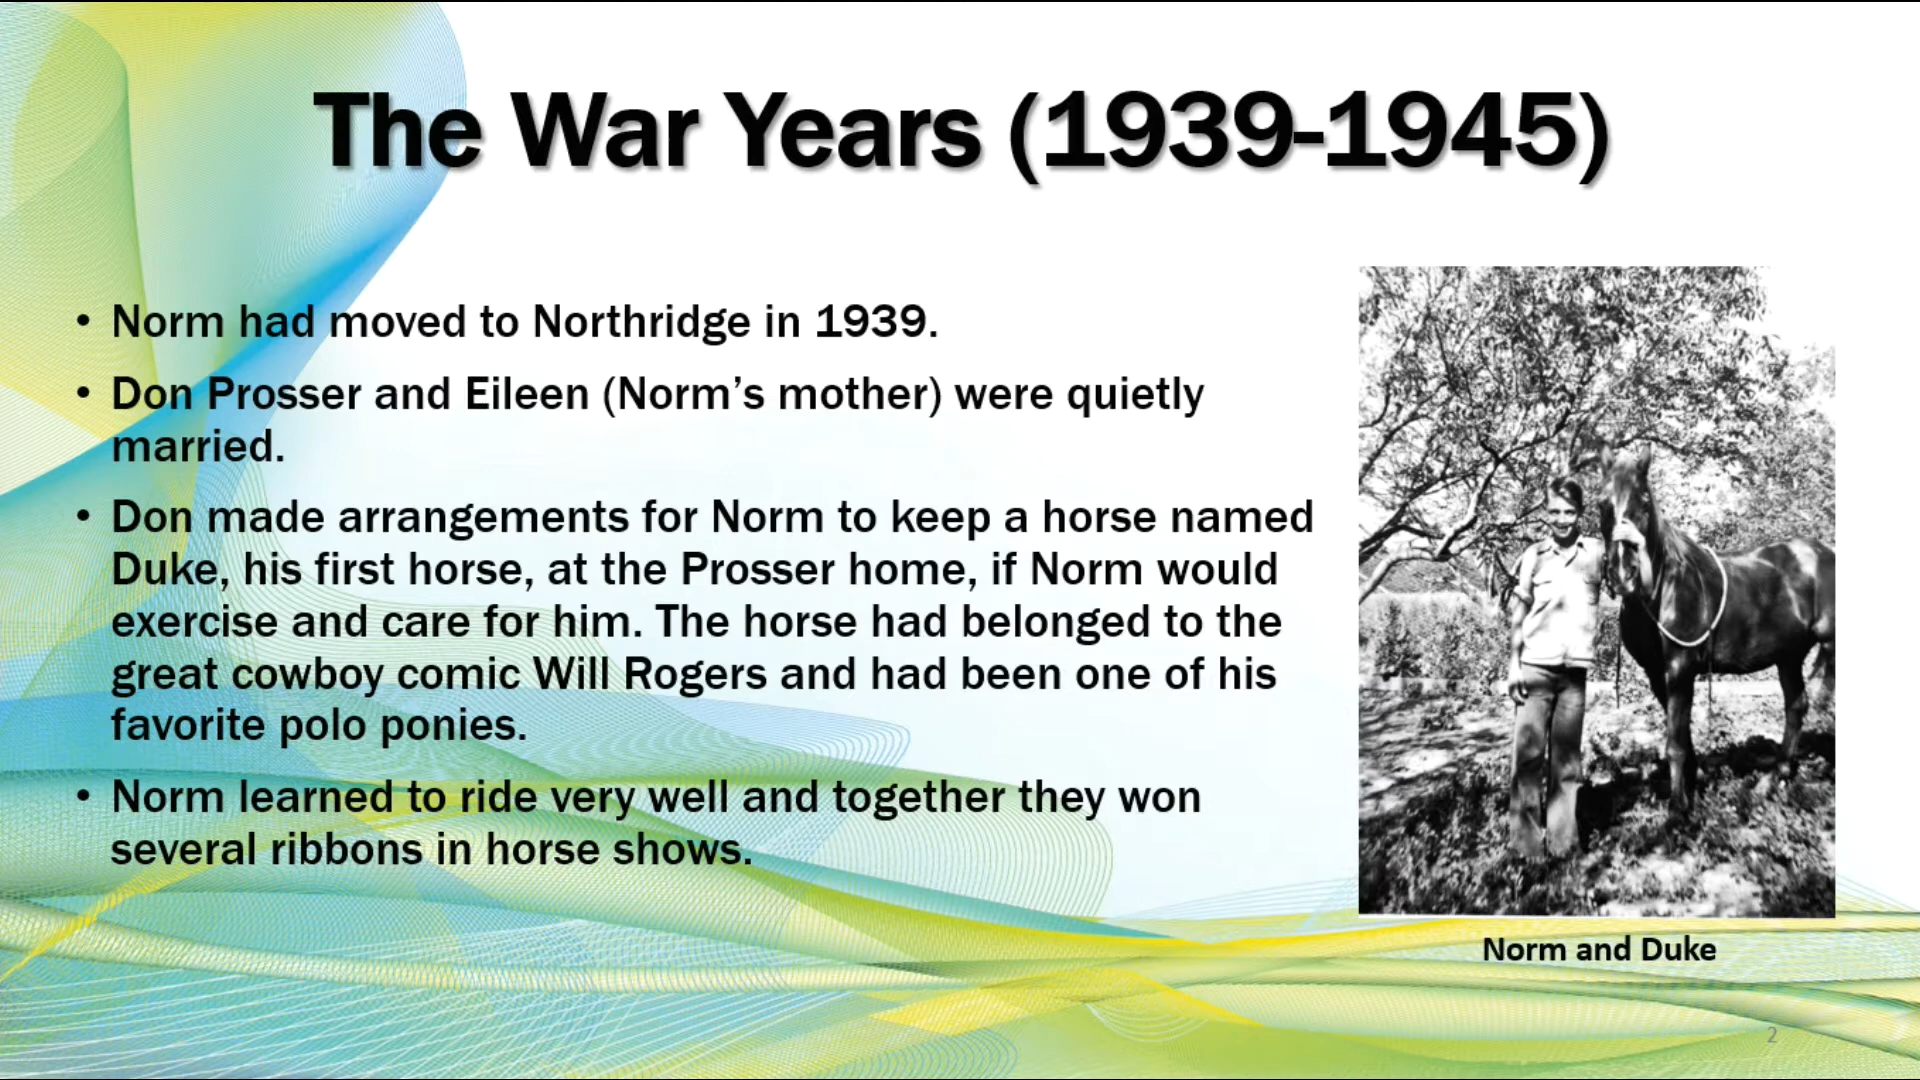 The War Years (1939-1945)
• Norm had moved to Northridge in 1939.
• Don Prosser and Eileen (Norm’s mother) were quietly
married.
• Don made arrangements for Norm to keep a horse named
Duke, his first horse, at the Prosser home, if Norm would
exercise and care for him. The horse had belonged to the
great cowboy comic Will Rogers and had been one of his
favorite polo ponies.
• Norm learned to ride very well and together they won
several ribbons in horse shows.
Norm and Duke
2